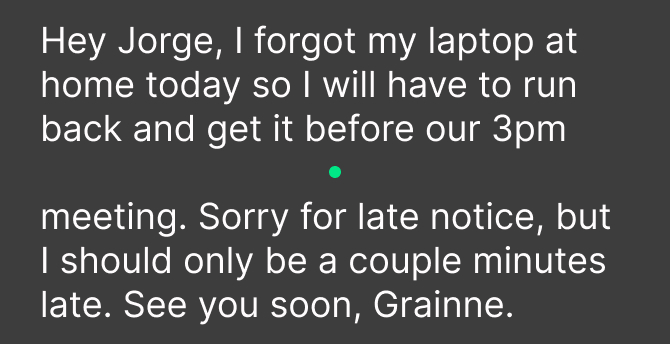 Hey Jorge, I forgot my laptop at
home today so I will have to run
back and get it before our 3pm
meeting. Sorry for late notice, but
I should only be a couple minutes
late. See you soon, Grainne.